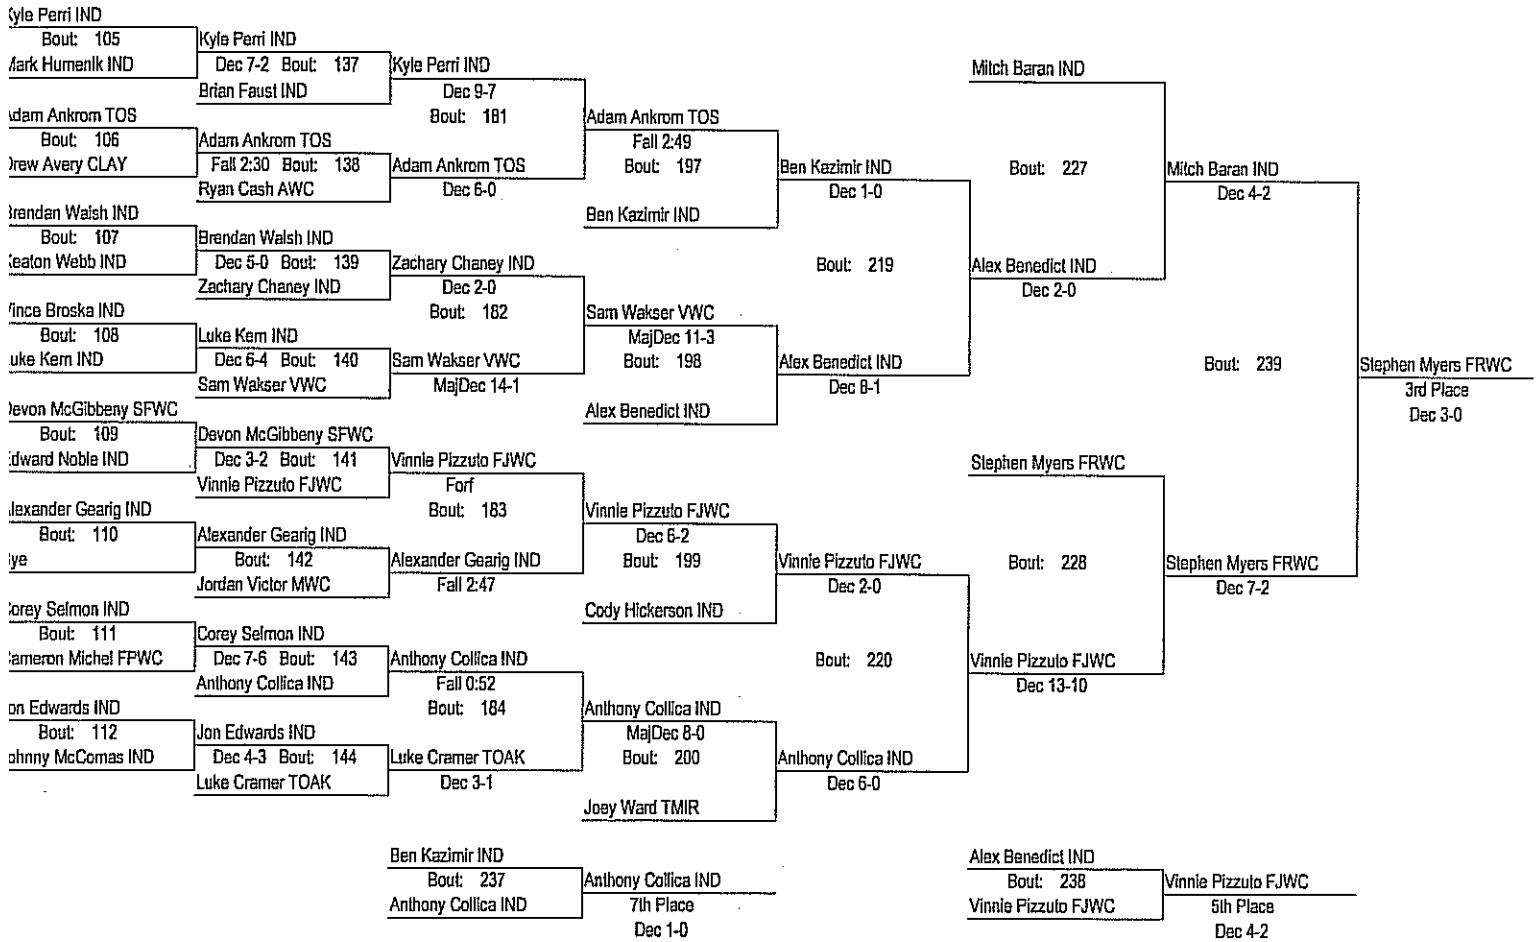 Kyle Perri IND
Bout: 105
Mark Humenik IND
Adam Ankrom TOS
Bout: 106
Drew Avery CLAY
Brendan Walsh IND
Bout: 107
Keaton Webb IND
Vince Broska IND
Bout: 108
Luke Kern IND
Devon McGibbeny SFWC
Bout: 109
Edward Noble IND
Alexander Gearig IND
Bout: 110
Bye
Corey Selmon IND
Bout: 111
Cameron Michel FPWC
Jon Edwards IND
Bout: 112
Johnny McComas IND
Kyle Perri IND
Dec 7-2 Bout: 137
Brian Faust IND
Adam Ankrom TOS
Fall 2:30 Bout: 138
Ryan Cash AWC
Brendan Walsh IND
Dec 5-0 Bout: 139
Zachary Chaney IND
Luke Kern IND
Dec 6-4 Bout: 140
Sam Wakser VWC
Devon McGibbeny SFWC
Dec 3-2 Bout: 141
Vinnie Pizzuto FJWC
Alexander Gearig IND
Bout: 142
Jordan Victor MWC
Corey Selmon IND
Dec 7-6 Bout: 143
Anthony Collica IND
Jon Edwards IND
Dec 4-3 Bout: 144
Luke Cramer TOAK
Kyle Perri IND
Dec 9-7
Bout: 181
Adam Ankrom TOS
Dec 6-0
Zachary Chaney IND
Dec 2-0
Bout: 182
Sam Wakser VWC
MajDec 14-1
Vinnie Pizzuto FJWC
Forf
Bout: 183
Alexander Gearig IND
Fall 2:47
Anthony Collica IND
Fall 0:52
Bout: 184
Luke Cramer TOAK
Dec 3-1
Adam Ankrom TOS
Fall 2:49
Bout: 197
Ben Kazimir IND
Sam Wakser VWC
MajDec 11-3
Bout: 198
Alex Benedict IND
Vinnie Pizzuto FJWC
Dec 6-2
Bout: 199
Cody Hickerson IND
Anthony Collica IND
MajDec 8-0
Bout: 200
Joey Ward TMIR
Ben Kazimir IND
Dec 1-0
Bout: 219
Alex Benedict IND
Dec 8-1
Vinnie Pizzuto FJWC
Dec 2-0
Bout: 220
Anthony Collica IND
Dec 6-0
Mitch Baran IND
Bout: 227
Alex Benedict IND
Dec 2-0
Stephen Myers FRWC
Bout: 228
Vinnie Pizzuto FJWC
Dec 13-10
Mitch Baran IND
Dec 4-2
Bout: 239
Stephen Myers FRWC
Dec 7-2
Stephen Myers FRWC
3rd Place
Dec 3-0
Ben Kazimir IND
Bout: 237
Anthony Collica IND
Anthony Collica IND
7th Place
Dec 1-0
Alex Benedict IND
Bout: 238
Vinnie Pizzuto FJWC
Vinnie Pizzuto FJWC
5th Place
Dec 4-2